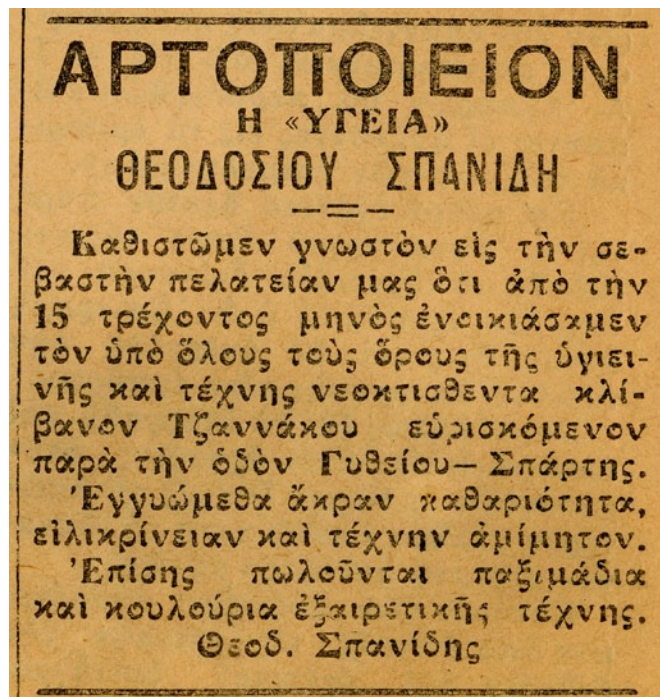 ΑΡΤΟΠΟΙΕΙΟΝ
Η «ΥΓΕΙΑ»
ΘΕΟΔΟΣΙΟΥ ΣΠΑΝΙΔΗ
Καθιστῶμεν γνωστὸν εἰς τὴν σε-
βαστὴν πελατείαν μας ὅτι ἀπὸ τὴν
15 τρέχοντος μηνὸς ἐνοικιάσαμεν
τὸν ὑπὸ ὅλους τοὺς ὅρους τῆς ὑγιει-
νῆς καὶ τέχνης νεοκτισθεντα κλί-
βανον Τζαννάκου εὑρισκόμενον
παρὰ τὴν ὁδὸν Γυθείου—Σπάρτης.
Ἐγγυώμεθα ἄκραν καθαριότητα,
εἰλικρίνειαν καὶ τέχνην ἀμίμητον.
Ἐπίσης πωλοῦνται παξιμάδια
καὶ κουλούρια ἐξαιρετικῆς τέχνης.
Θεοδ. Σπανίδης